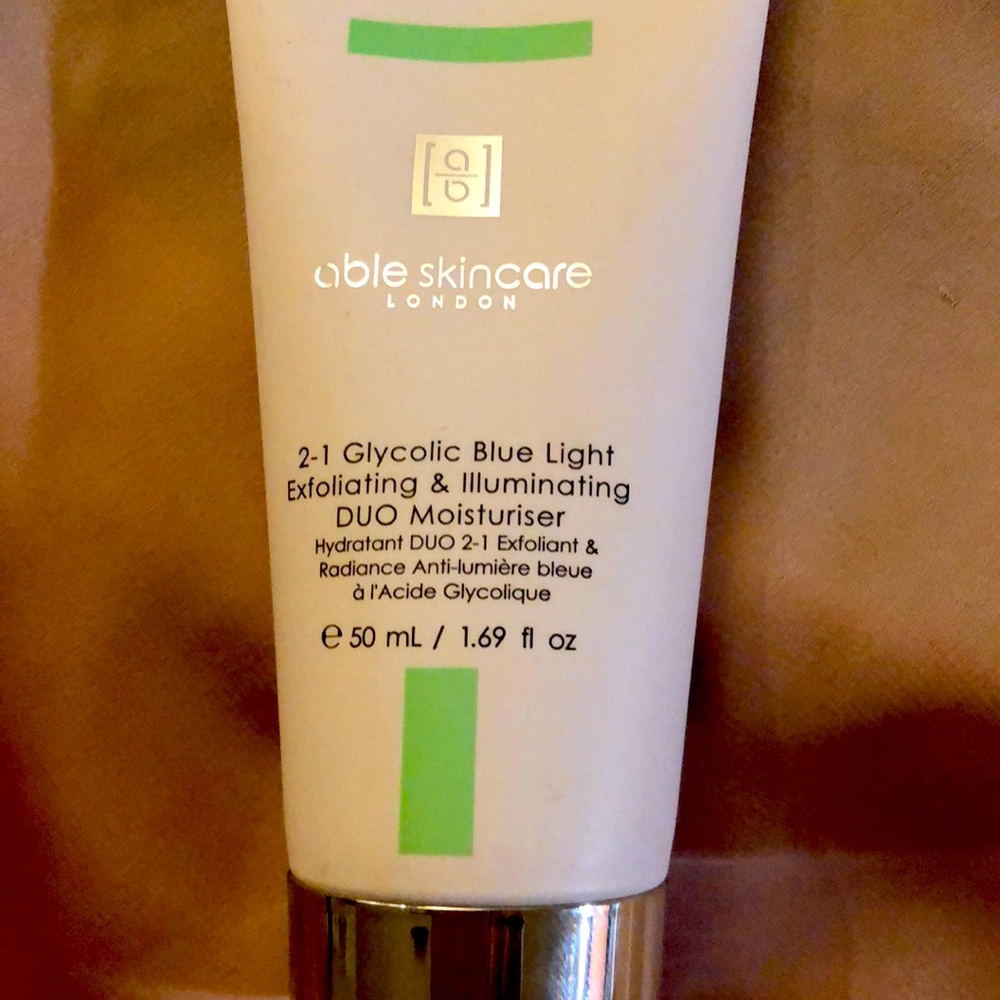 [a
b]
able skincare
LONDON
2-1 Glycolic Blue Light
Exfoliating & Illuminating
DUO Moisturiser
Hydratant DUO 2-1 Exfoliant &
Radiance Anti-lumière bleue
à l'Acide Glycolique
℮ 50 mL / 1.69 fl oz